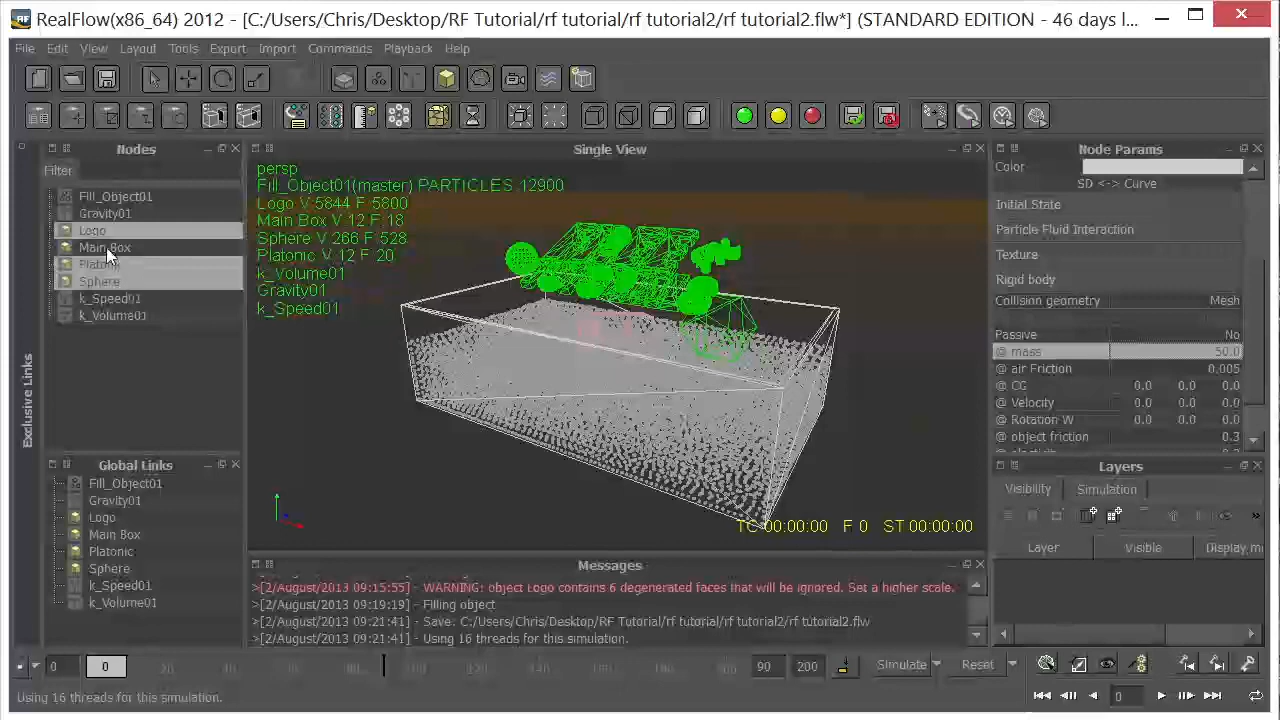 RealFlow(x86_64) 2012 - [C:/Users/Chris/Desktop/RF Tutorial/rf tutorial/rf tutorial2/rf tutorial2.flw*] (STANDARD EDITION - 46 days l...
File Edit View Layout Tools Export Import Commands Playback Help
Nodes
Filter
Fill_Object01
Gravity01
Logo
Main Box
Platonic
Sphere
k_Speed01
k_Volume01
Exclusive Links
Global Links
Fill_Object01
Gravity01
Logo
Main Box
Platonic
Sphere
k_Speed01
k_Volume01
Single View
persp
Fill_Object01(master) PARTICLES 12900
Logo V 5844 F 5800
Main Box V 12 F 18
Sphere V 266 F 528
Platonic V 12 F 20
k_Volume01
Gravity01
k_Speed01
TC 00:00:00 F 0 ST 00:00:00
Messages
>[2/August/2013 09:15:55] - WARNING: object Logo contains 6 degenerated faces that will be ignored. Set a higher scale.
>[2/August/2013 09:19:19] - Filling object
>[2/August/2013 09:21:41] - Save: C:/Users/Chris/Desktop/RF Tutorial/rf tutorial/rf tutorial2/rf tutorial2.flw
>[2/August/2013 09:21:41] - Using 16 threads for this simulation.
Node Params
Color
SD <-> Curve
Initial State
Particle Fluid Interaction
Texture
Rigid body
Collision geometry Mesh
Passive No
@ mass 50.0
@ air Friction 0.005
@ CG 0.0 0.0 0.0
@ Velocity 0.0 0.0 0.0
@ Rotation W 0.0 0.0 0.0
@ object friction 0.3
Layers
Visibility Simulation
Layer Visible Display m
0 0 20 90 200 Simulate Reset
Using 16 threads for this simulation.
0